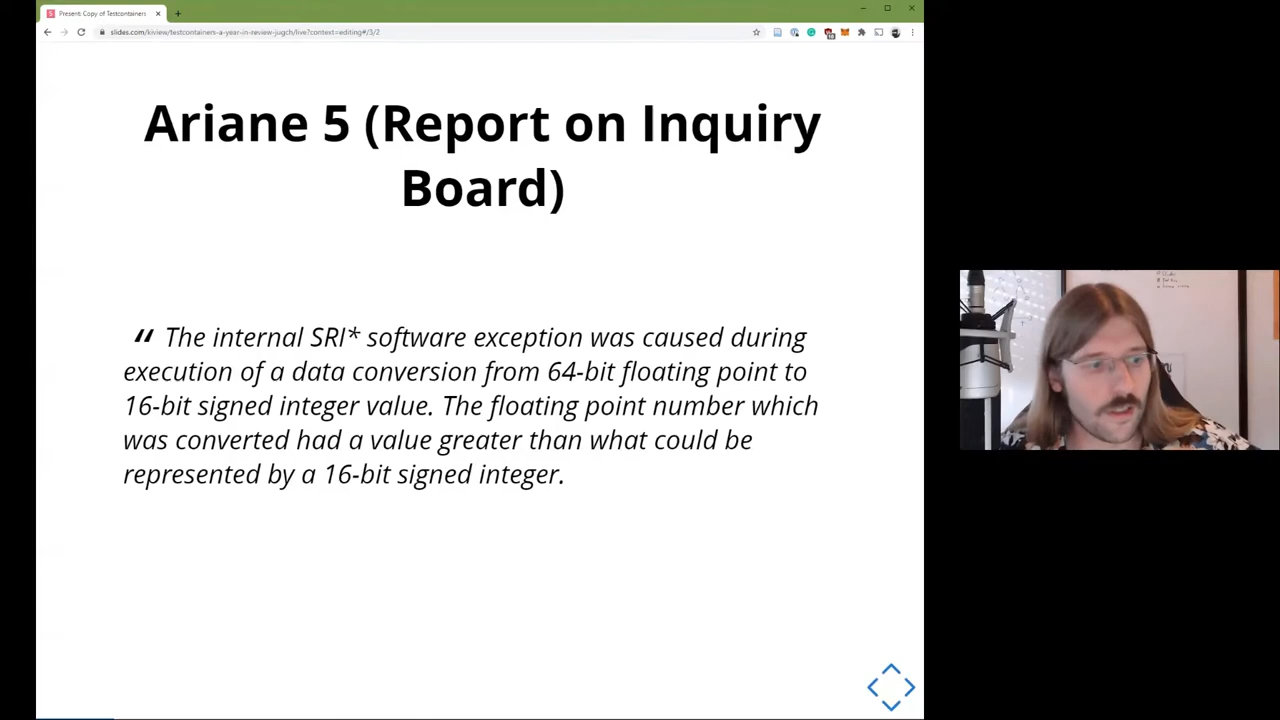 Present: Copy of Testcontainers
slides.com/kiview/testcontainers-a-year-in-review-jugch/live?context=editing#/3/2
Ariane 5 (Report on Inquiry
Board)
“ The internal SRI* software exception was caused during
execution of a data conversion from 64-bit floating point to
16-bit signed integer value. The floating point number which
was converted had a value greater than what could be
represented by a 16-bit signed integer.